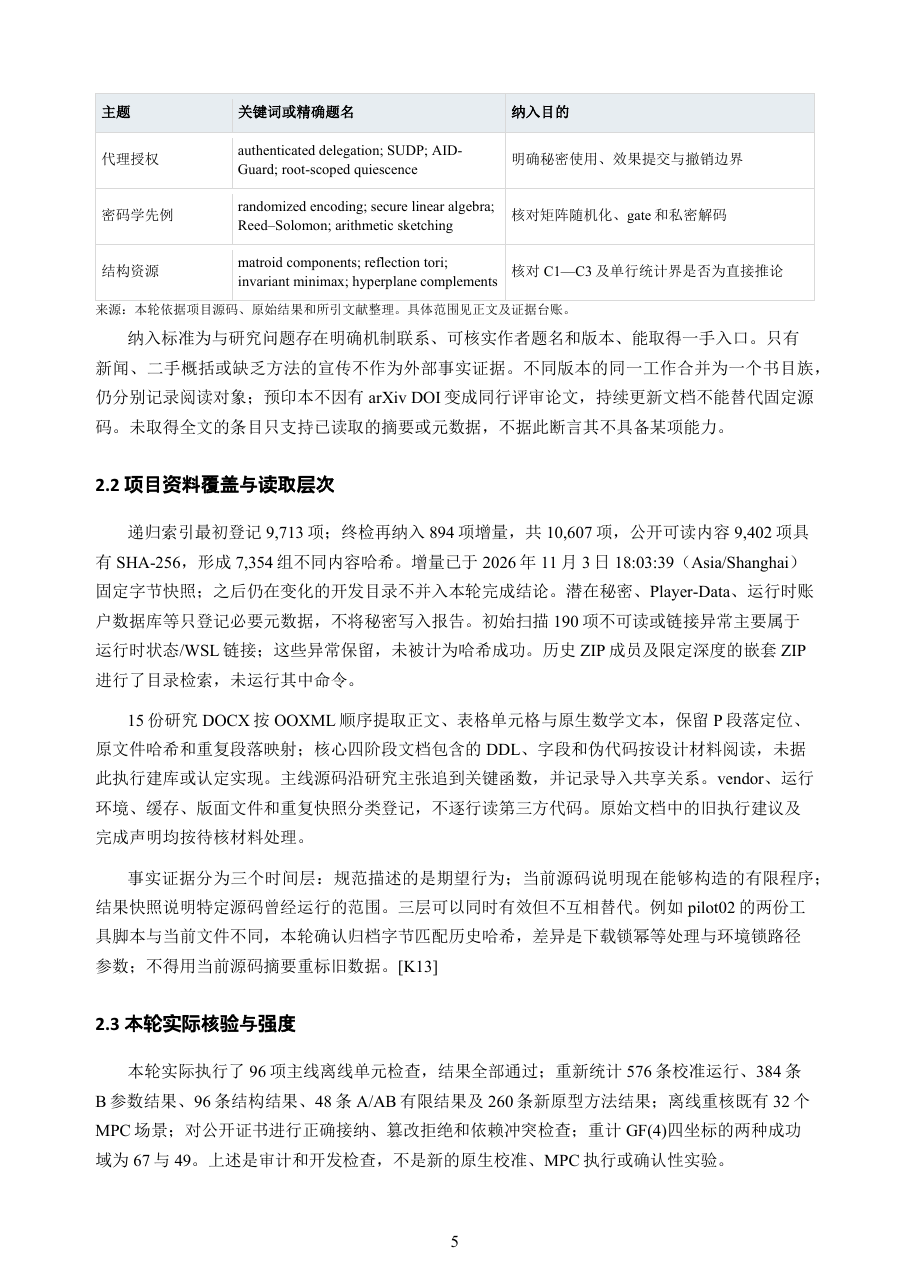 主题 关键词或精确题名 纳入目的
代理授权 authenticated delegation; SUDP; AID-
Guard; root-scoped quiescence 明确秘密使用、效果提交与撤销边界
密码学先例 randomized encoding; secure linear algebra;
Reed–Solomon; arithmetic sketching 核对矩阵随机化、gate 和私密解码
结构资源 matroid components; reflection tori;
invariant minimax; hyperplane complements 核对 C1—C3 及单行统计界是否为直接推论
来源：本轮依据项目源码、原始结果和所引文献整理。具体范围见正文及证据台账。
纳入标准为与研究问题存在明确机制联系、可核实作者题名和版本、能取得一手入口。只有
新闻、二手概括或缺乏方法的宣传不作为外部事实证据。不同版本的同一工作合并为一个书目族，
仍分别记录阅读对象；预印本不因有 arXiv DOI 变成同行评审论文，持续更新文档不能替代固定源
码。未取得全文的条目只支持已读取的摘要或元数据，不据此断言其不具备某项能力。
2.2 项目资料覆盖与读取层次
递归索引最初登记 9,713 项；终检再纳入 894 项增量，共 10,607 项，公开可读内容 9,402 项具
有 SHA-256，形成 7,354 组不同内容哈希。增量已于 2026 年 11 月 3 日 18:03:39（Asia/Shanghai）
固定字节快照；之后仍在变化的开发目录不并入本轮完成结论。潜在秘密、Player-Data、运行时账
户数据库等只登记必要元数据，不将秘密写入报告。初始扫描 190 项不可读或链接异常主要属于
运行时状态/WSL 链接；这些异常保留，未被计为哈希成功。历史 ZIP 成员及限定深度的嵌套 ZIP
进行了目录检索，未运行其中命令。
15 份研究 DOCX 按 OOXML 顺序提取正文、表格单元格与原生数学文本，保留 P 段落定位、
原文件哈希和重复段落映射；核心四阶段文档包含的 DDL、字段和伪代码按设计材料阅读，未据
此执行建库或认定实现。主线源码沿研究主张追到关键函数，并记录导入共享关系。vendor、运行
环境、缓存、版面文件和重复快照分类登记，不逐行读第三方代码。原始文档中的旧执行建议及
完成声明均按待核材料处理。
事实证据分为三个时间层：规范描述的是期望行为；当前源码说明现在能够构造的有限程序；
结果快照说明特定源码曾经运行的范围。三层可以同时有效但不互相替代。例如 pilot02 的两份工
具脚本与当前文件不同，本轮确认归档字节匹配历史哈希，差异是下载锁幂等处理与环境锁路径
参数；不得用当前源码摘要重标旧数据。[K13]
2.3 本轮实际核验与强度
本轮实际执行了 96 项主线离线单元检查，结果全部通过；重新统计 576 条校准运行、384 条
B 参数结果、96 条结构结果、48 条 A/AB 有限结果及 260 条新原型方法结果；离线重核既有 32 个
MPC 场景；对公开证书进行正确接纳、篡改拒绝和依赖冲突检查；重计 GF(4)四坐标的两种成功
域为 67 与 49。上述是审计和开发检查，不是新的原生校准、MPC 执行或确认性实验。
5